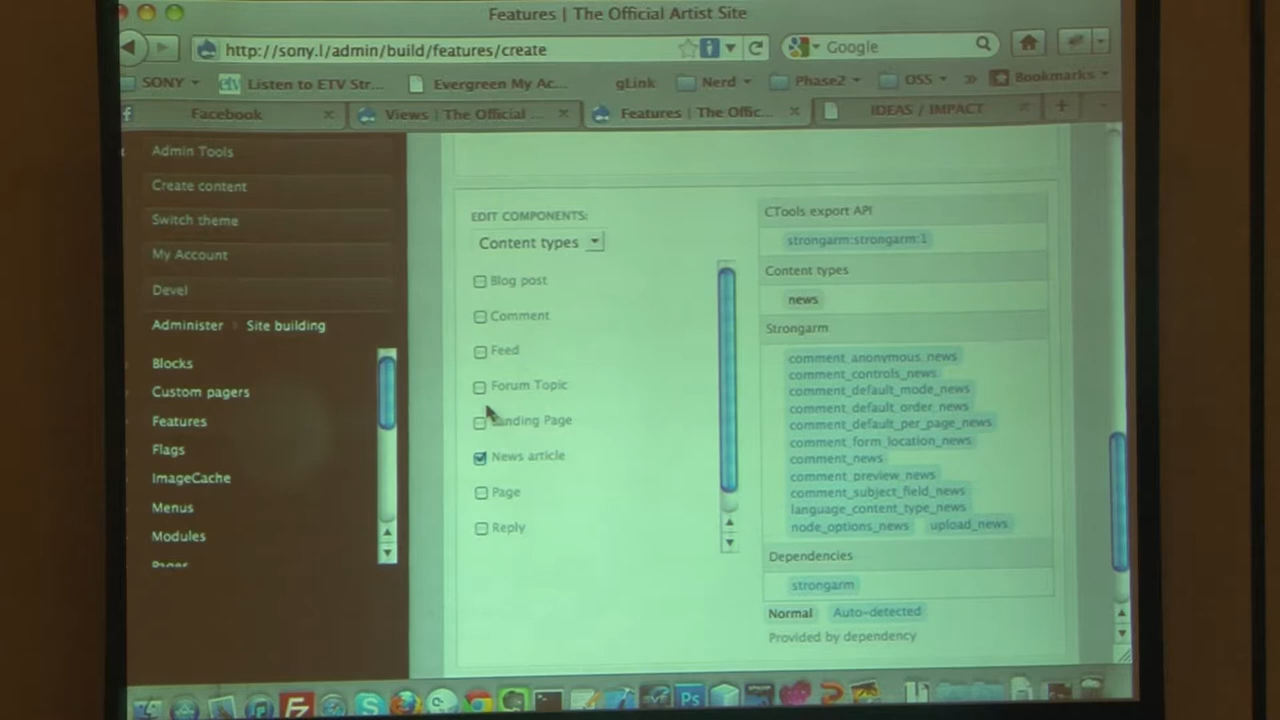 Features | The Official Artist Site
http://sony.l/admin/build/features/create
Google
SONY
Listen to ETV Str...
Evergreen My Ac...
gLink
Nerd
Phase2
OSS
Bookmarks
Facebook
Views | The Official ...
Features | The Offic...
IDEAS / IMPACT
Admin Tools
Create content
Switch theme
My Account
Devel
Administer
Site building
Blocks
Custom pagers
Features
Flags
ImageCache
Menus
Modules
EDIT COMPONENTS:
Content types
Blog post
Comment
Feed
Forum Topic
Page
News article
Page
Reply
CTools export API
strongarm:strongarm:1
Content types
news
Strongarm
comment_anonymous_news
comment_controls_news
comment_default_mode_news
comment_default_order_news
comment_default_per_page_news
comment_form_location_news
comment_news
comment_preview_news
comment_subject_field_news
language_content_type_news
node_options_news upload_news
Dependencies
strongarm
Normal Auto-detected
Provided by dependency
Ps